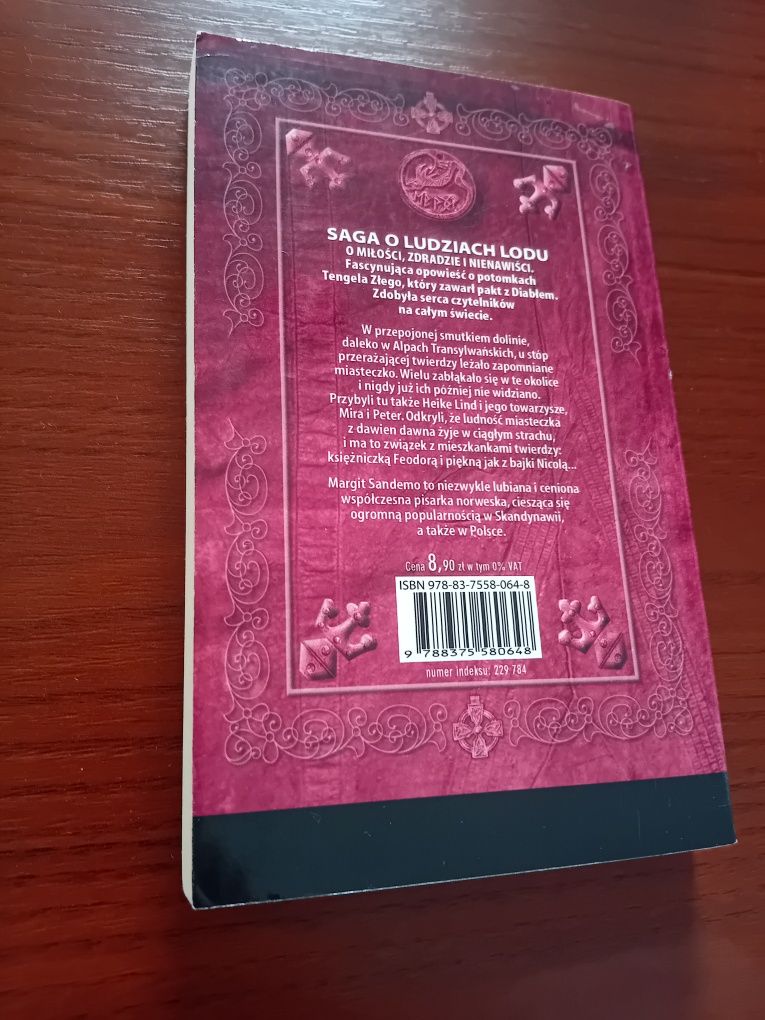 SAGA O LUDZIACH LODU
O MIŁOŚCI, ZDRADZIE I NIENAWIŚCI.
Fascynująca opowieść o potomkach
Tengela Złego, który zawarł pakt z Diabłem.
Zdobyła serca czytelników
na całym świecie.
W przepojonej smutkiem dolinie,
daleko w Alpach Transylwańskich, u stóp
przerażającej twierdzy leżało zapomniane
miasteczko. Wielu zabłąkało się w te okolice
i nigdy już ich później nie widziano.
Przybyli tu także Heike Lind i jego towarzysze,
Mira i Peter. Odkryli, że ludność miasteczka
z dawien dawna żyje w ciągłym strachu,
i ma to związek z mieszkankami twierdzy:
księżniczką Feodorą i piękną jak z bajki Nicolą...
Margit Sandemo to niezwykle lubiana i ceniona
współczesna pisarka norweska, ciesząca się
ogromną popularnością w Skandynawii,
a także w Polsce.
Cena 8,90 zł w tym 0% VAT
ISBN 978-83-7558-064-8
9 788375 580648
numer indeksu: 229 784